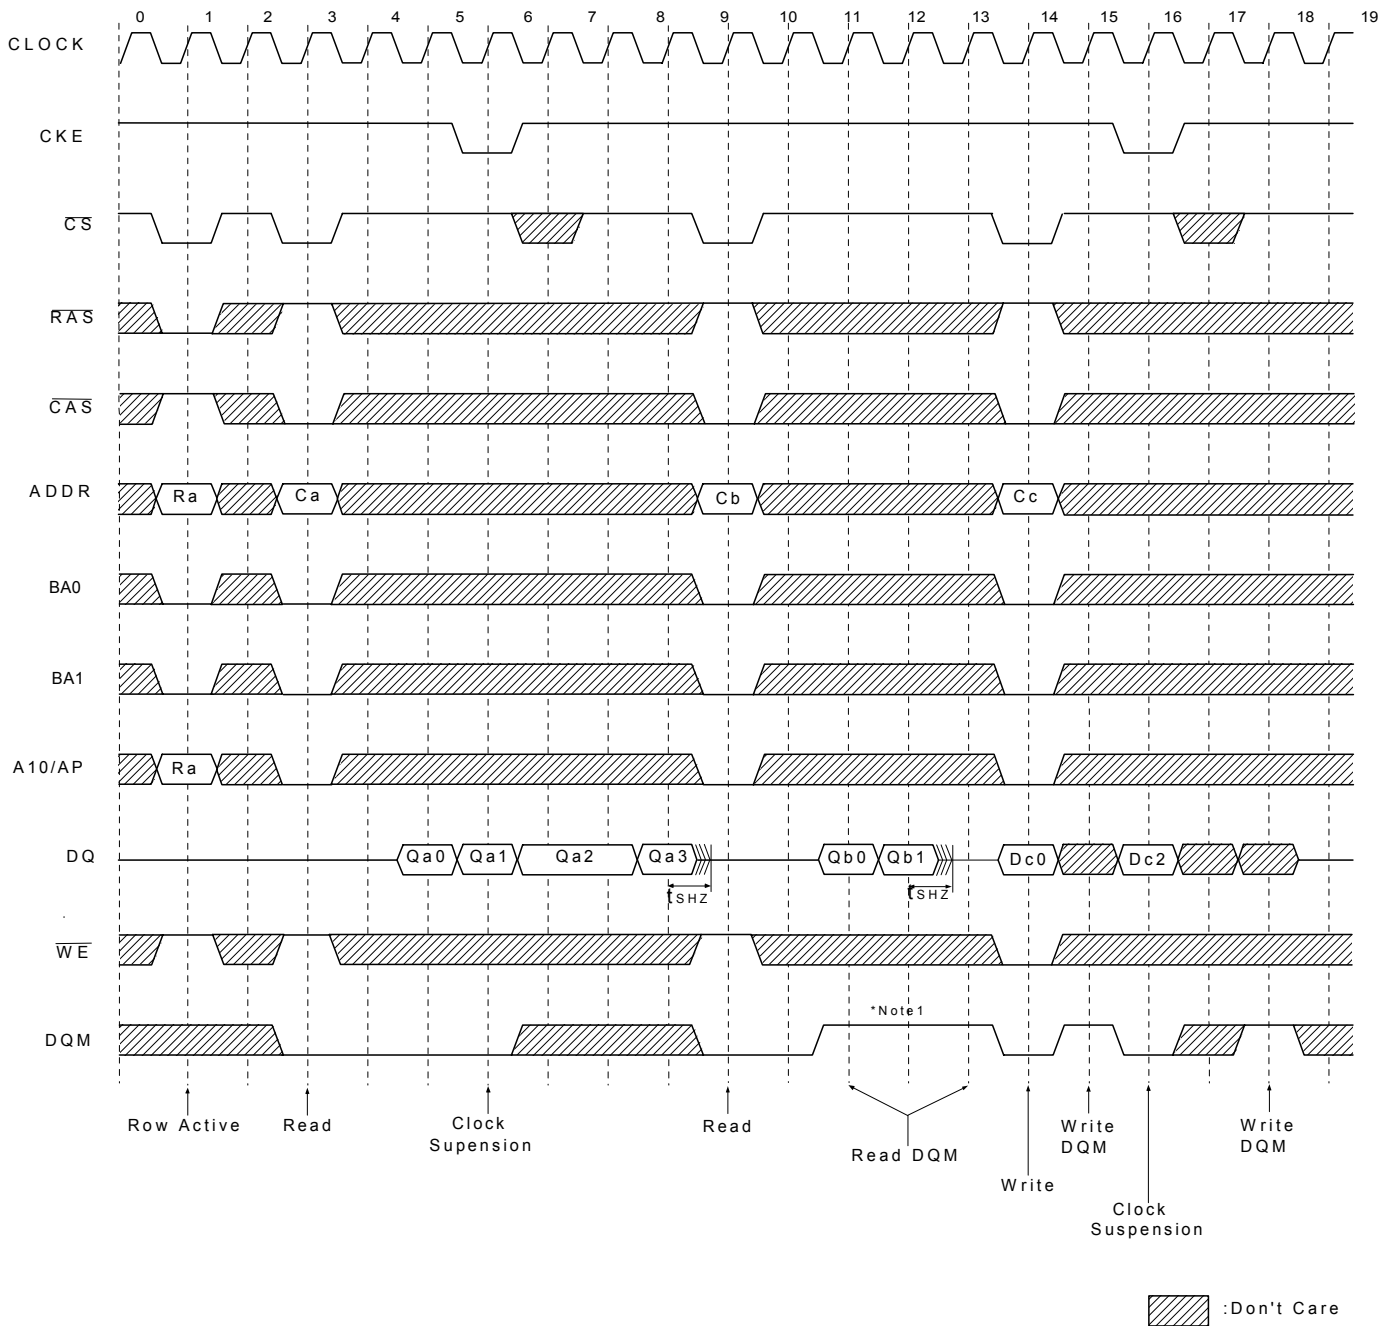 0 1 2 3 4 5 6 7 8 9 10 11 12 13 14 15 16 17 18 19
CLOCK
CKE
CS
RAS
CAS
ADDR Ra Ca Cb Cc
BA0
BA1
A10/AP Ra
DQ Qa0 Qa1 Qa2 Qa3 Qb0 Qb1 Dc0 Dc2
tSHZ tSHZ
WE
*Note1
DQM
Row Active Read Clock Supension Read Read DQM Write Write DQM Clock Suspension Write DQM
:Don't Care